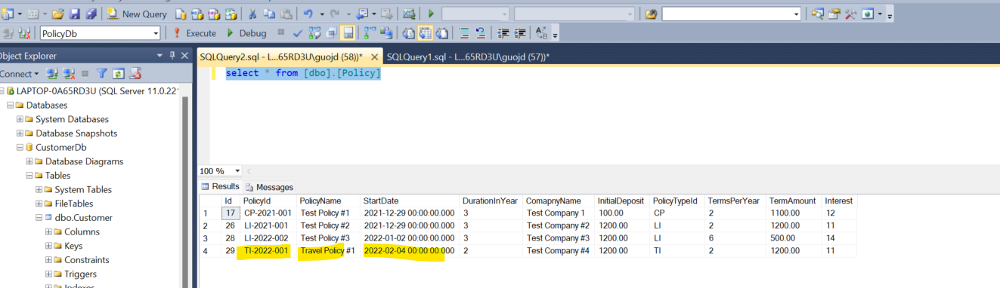 New Query
PolicyDb
Execute Debug
Object Explorer
SQLQuery2.sql - L...65RD3U\guojd (58))* SQLQuery1.sql - L...65RD3U\guojd (57))*
Connect
select * from [dbo].[Policy]
LAPTOP-0A65RD3U (SQL Server 11.0.22
Databases
System Databases
Database Snapshots
CustomerDb
Database Diagrams
Tables
System Tables
FileTables
dbo.Customer
Columns
Keys
Constraints
Triggers
Indexes
100 %
Results Messages
Id PolicyId PolicyName StartDate DurationInYear ComapnyName InitialDeposit PolicyTypeId TermsPerYear TermAmount Interest
1 17 CP-2021-001 Test Policy #1 2021-12-29 00:00:00.000 3 Test Company 1 100.00 CP 2 1100.00 12
2 26 LI-2021-001 Test Policy #2 2021-12-29 00:00:00.000 3 Test Company #2 1200.00 LI 2 1200.00 11
3 28 LI-2022-002 Test Policy #3 2022-01-02 00:00:00.000 3 Test Company #3 1200.00 LI 6 500.00 14
4 29 TI-2022-001 Travel Policy #1 2022-02-04 00:00:00.000 2 Test Company #4 1200.00 TI 2 1200.00 11